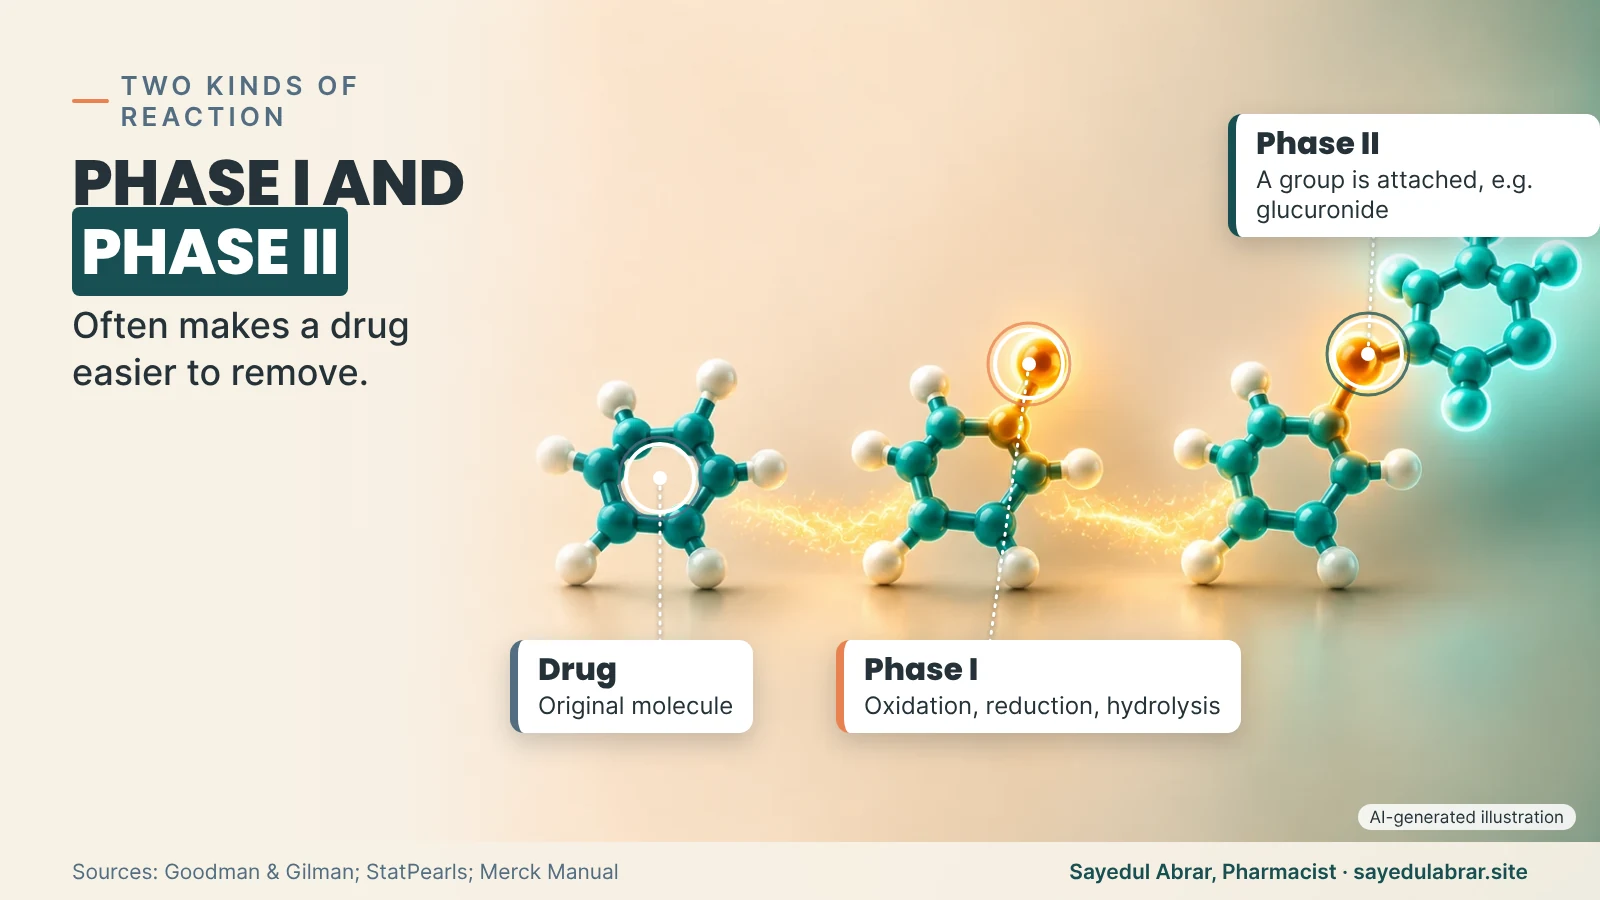 TWO KINDS OF
REACTION
PHASE I AND
PHASE II
Often makes a drug
easier to remove.
Phase II
A group is attached, e.g.
glucuronide
Drug
Original molecule
Phase I
Oxidation, reduction, hydrolysis
AI-generated illustration
Sources: Goodman & Gilman; StatPearls; Merck Manual
Sayedul Abrar, Pharmacist · sayedulabrar.site